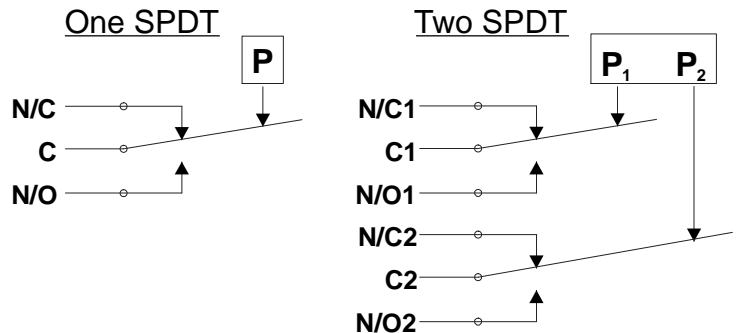 One SPDT
P
N/C
C
N/O
Two SPDT
P1 P2
N/C1
C1
N/O1
N/C2
C2
N/O2